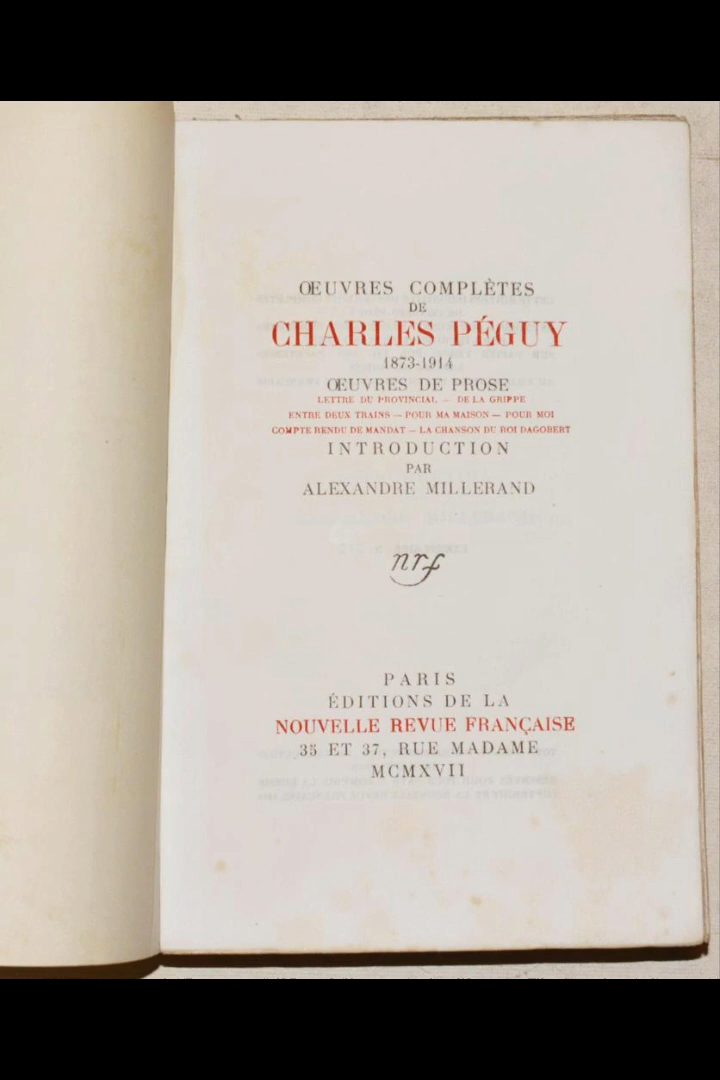 ŒUVRES COMPLÈTES
DE
CHARLES PÉGUY
1873-1914
ŒUVRES DE PROSE
LETTRE DU PROVINCIAL — DE LA GRIPPE
ENTRE DEUX TRAINS — POUR MA MAISON — POUR MOI
COMPTE RENDU DE MANDAT — LA CHANSON DU ROI DAGOBERT
INTRODUCTION
PAR
ALEXANDRE MILLERAND
nrf
PARIS
ÉDITIONS DE LA
NOUVELLE REVUE FRANÇAISE
35 ET 37, RUE MADAME
MCMXVII